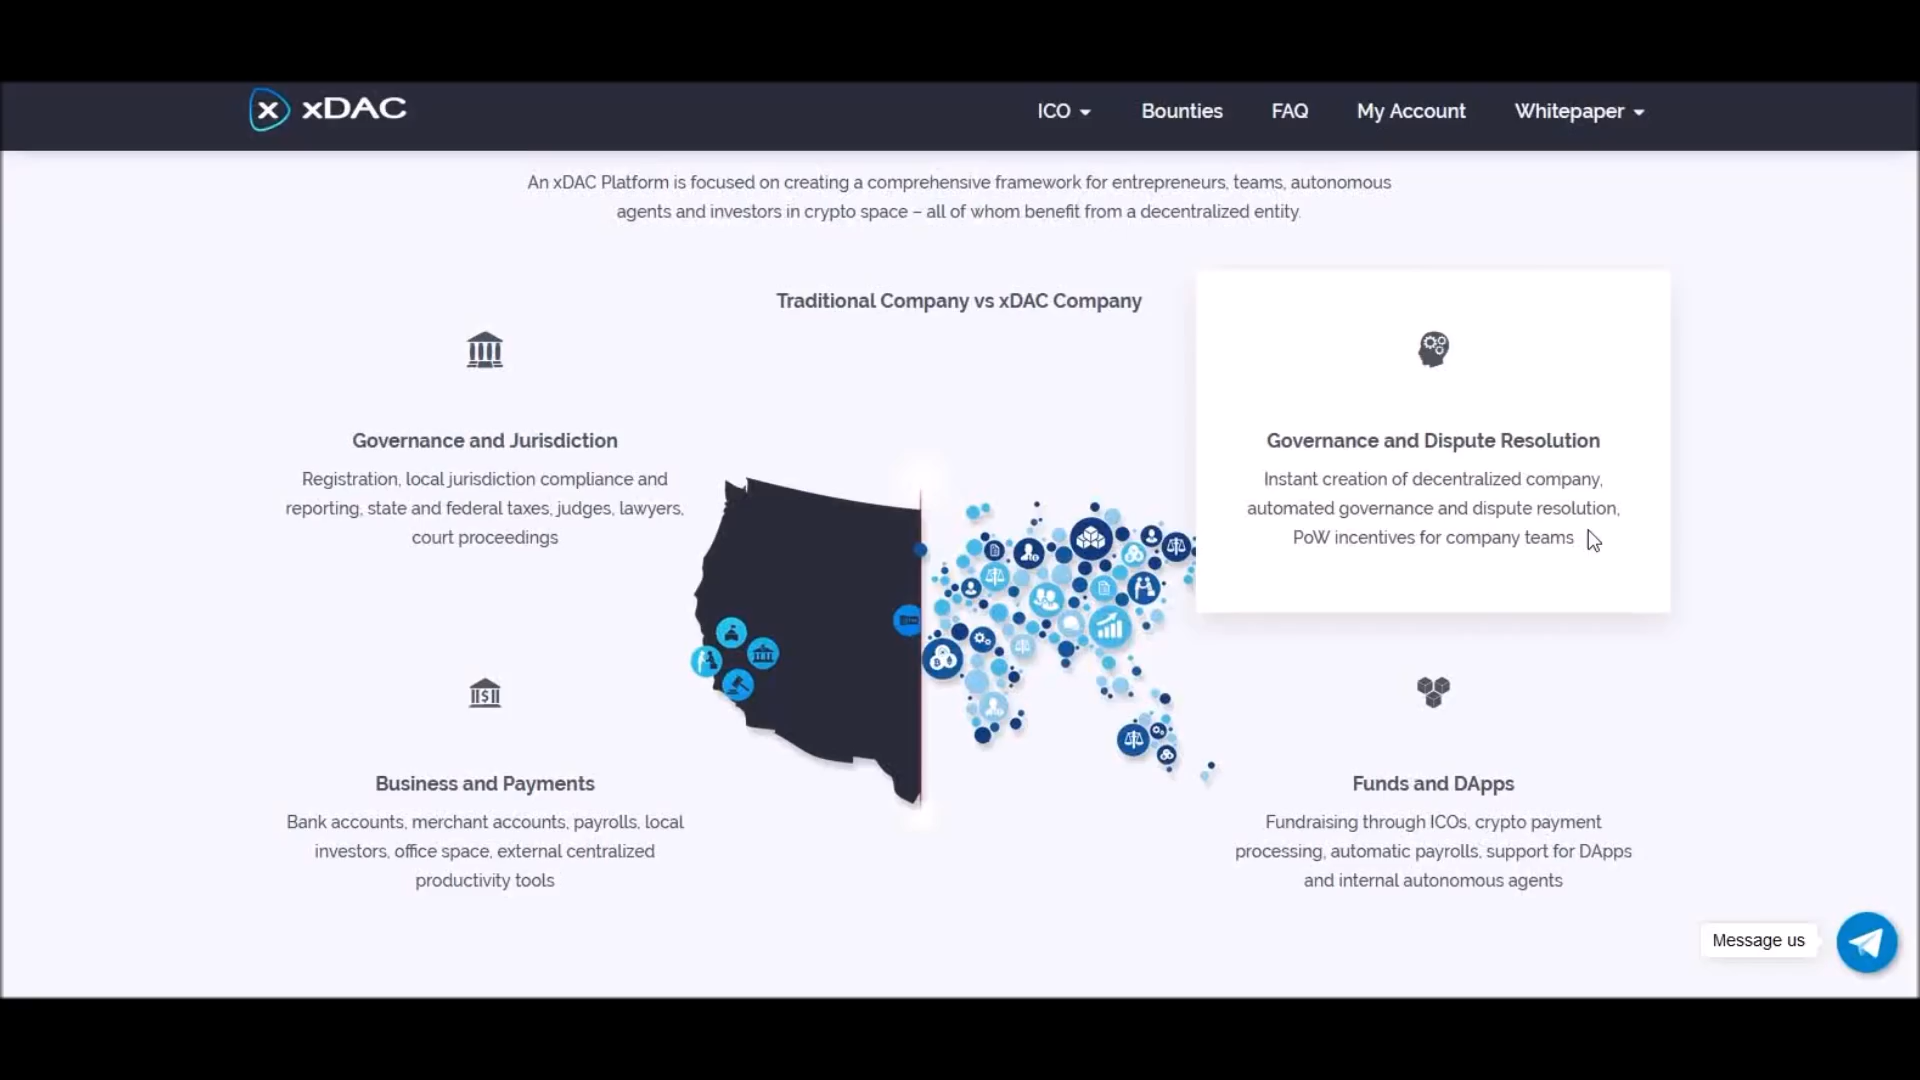 xDAC
ICO
Bounties
FAQ
My Account
Whitepaper
An xDAC Platform is focused on creating a comprehensive framework for entrepreneurs, teams, autonomous
agents and investors in crypto space – all of whom benefit from a decentralized entity.
Traditional Company vs xDAC Company
Governance and Jurisdiction
Registration, local jurisdiction compliance and
reporting, state and federal taxes, judges, lawyers,
court proceedings
Governance and Dispute Resolution
Instant creation of decentralized company,
automated governance and dispute resolution,
PoW incentives for company teams
Business and Payments
Bank accounts, merchant accounts, payrolls, local
investors, office space, external centralized
productivity tools
Funds and DApps
Fundraising through ICOs, crypto payment
processing, automatic payrolls, support for DApps
and internal autonomous agents
Message us